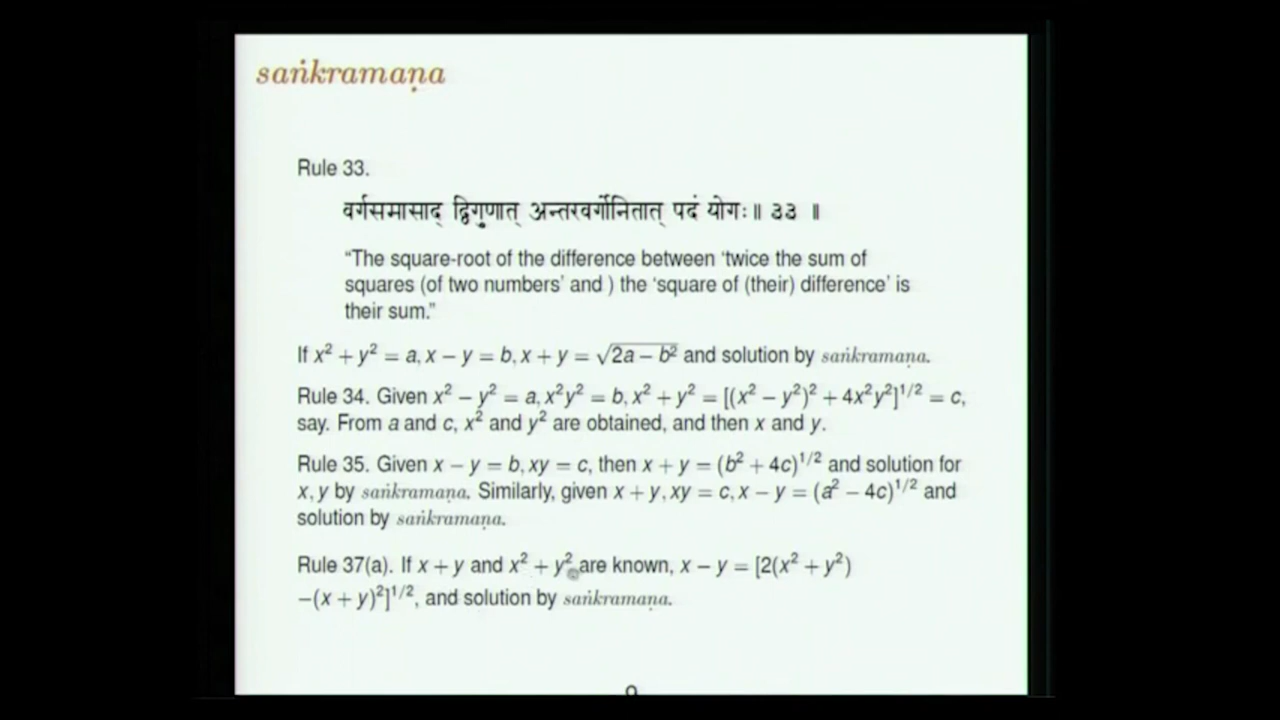 saṅkramaṇa
Rule 33.
वर्गसमासाद् द्विगुणात् अन्तरवर्गोनितात् पदं योगः॥ ३३ ॥
“The square-root of the difference between ‘twice the sum of
squares (of two numbers’ and ) the ‘square of (their) difference’ is
their sum.”
If x² + y² = a, x − y = b, x + y = √2a − b² and solution by saṅkramaṇa.
Rule 34. Given x² − y² = a, x²y² = b, x² + y² = [(x² − y²)² + 4x²y²]^1/2 = c,
say. From a and c, x² and y² are obtained, and then x and y.
Rule 35. Given x − y = b, xy = c, then x + y = (b² + 4c)^1/2 and solution for
x, y by saṅkramaṇa. Similarly, given x + y, xy = c, x − y = (a² − 4c)^1/2 and
solution by saṅkramaṇa.
Rule 37(a). If x + y and x² + y² are known, x − y = [2(x² + y²)
−(x + y)²]^1/2, and solution by saṅkramaṇa.